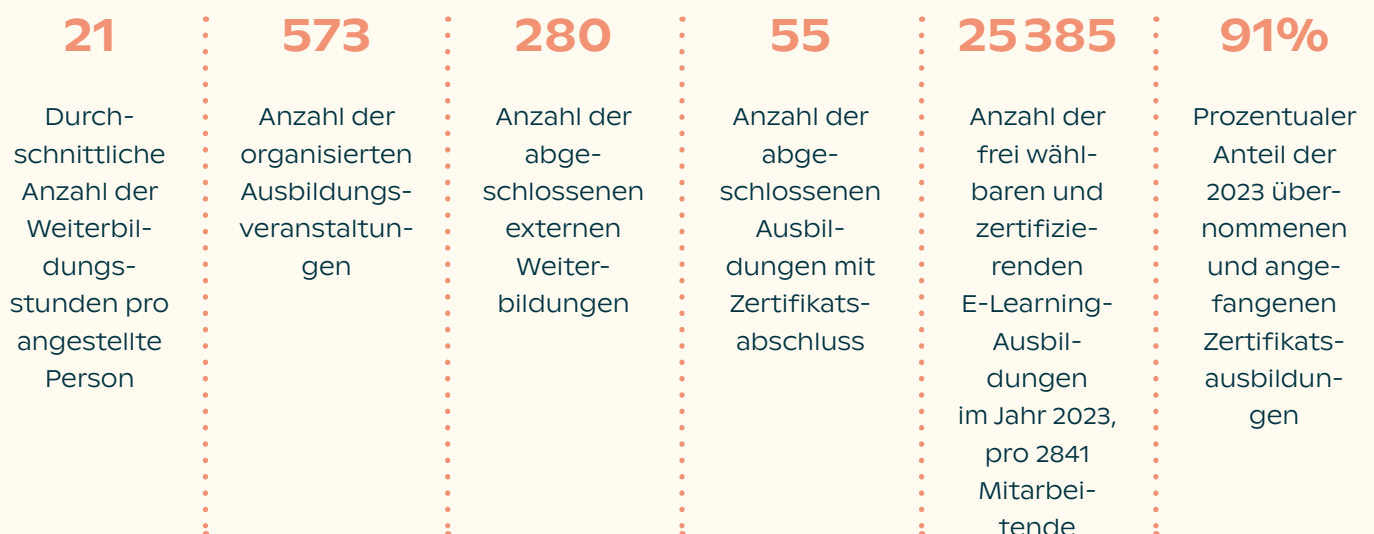 21
Durch-
schnittliche
Anzahl der
Weiterbil-
dungs-
stunden pro
angestellte
Person
573
Anzahl der
organisierten
Ausbildungs-
veranstaltun-
gen
280
Anzahl der
abge-
schlossenen
externen
Weiter-
bildungen
55
Anzahl der
abge-
schlossenen
Ausbil-
dungen mit
Zertifikats-
abschluss
25 385
Anzahl der
frei wähl-
baren und
zertifizie-
renden
E-Learning-
Ausbil-
dungen
im Jahr 2023,
pro 2841
Mitarbei-
tende
91%
Prozentualer
Anteil der
2023 über-
nommenen
und ange-
fangenen
Zertifikats-
ausbildun-
gen